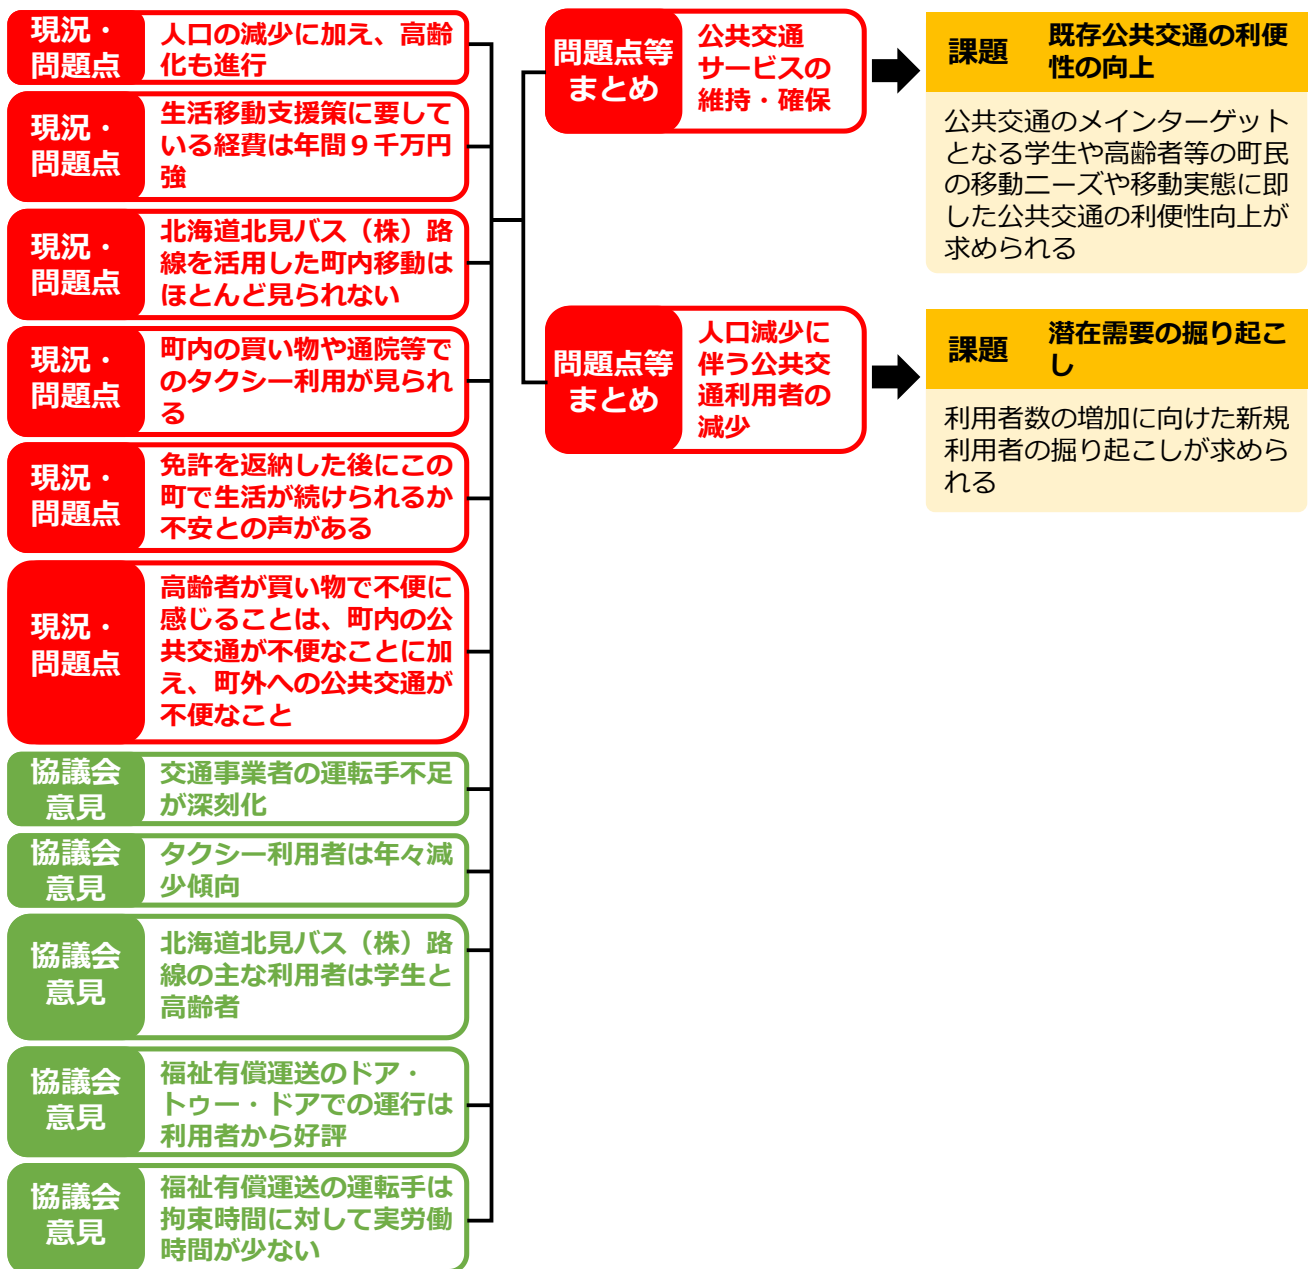 現況・
問題点
人口の減少に加え、高齢
化も進行
現況・
問題点
生活移動支援策に要して
いる経費は年間９千万円
強
現況・
問題点
北海道北見バス（株）路
線を活用した町内移動は
ほとんど見られない
現況・
問題点
町内の買い物や通院等で
のタクシー利用が見られ
る
現況・
問題点
免許を返納した後にこの
町で生活が続けられるか
不安との声がある
現況・
問題点
高齢者が買い物で不便に
感じることは、町内の公
共交通が不便なことに加
え、町外への公共交通が
不便なこと
協議会
意見
交通事業者の運転手不足
が深刻化
協議会
意見
タクシー利用者は年々減
少傾向
協議会
意見
北海道北見バス（株）路
線の主な利用者は学生と
高齢者
協議会
意見
福祉有償運送のドア・
トゥー・ドアでの運行は
利用者から好評
協議会
意見
福祉有償運送の運転手は
拘束時間に対して実労働
時間が少ない
問題点等
まとめ
公共交通
サービスの
維持・確保
課題
既存公共交通の利便
性の向上
公共交通のメインターゲット
となる学生や高齢者等の町民
の移動ニーズや移動実態に即
した公共交通の利便性向上が
求められる
問題点等
まとめ
人口減少に
伴う公共交
通利用者の
減少
課題
潜在需要の掘り起こ
し
利用者数の増加に向けた新規
利用者の掘り起こしが求めら
れる